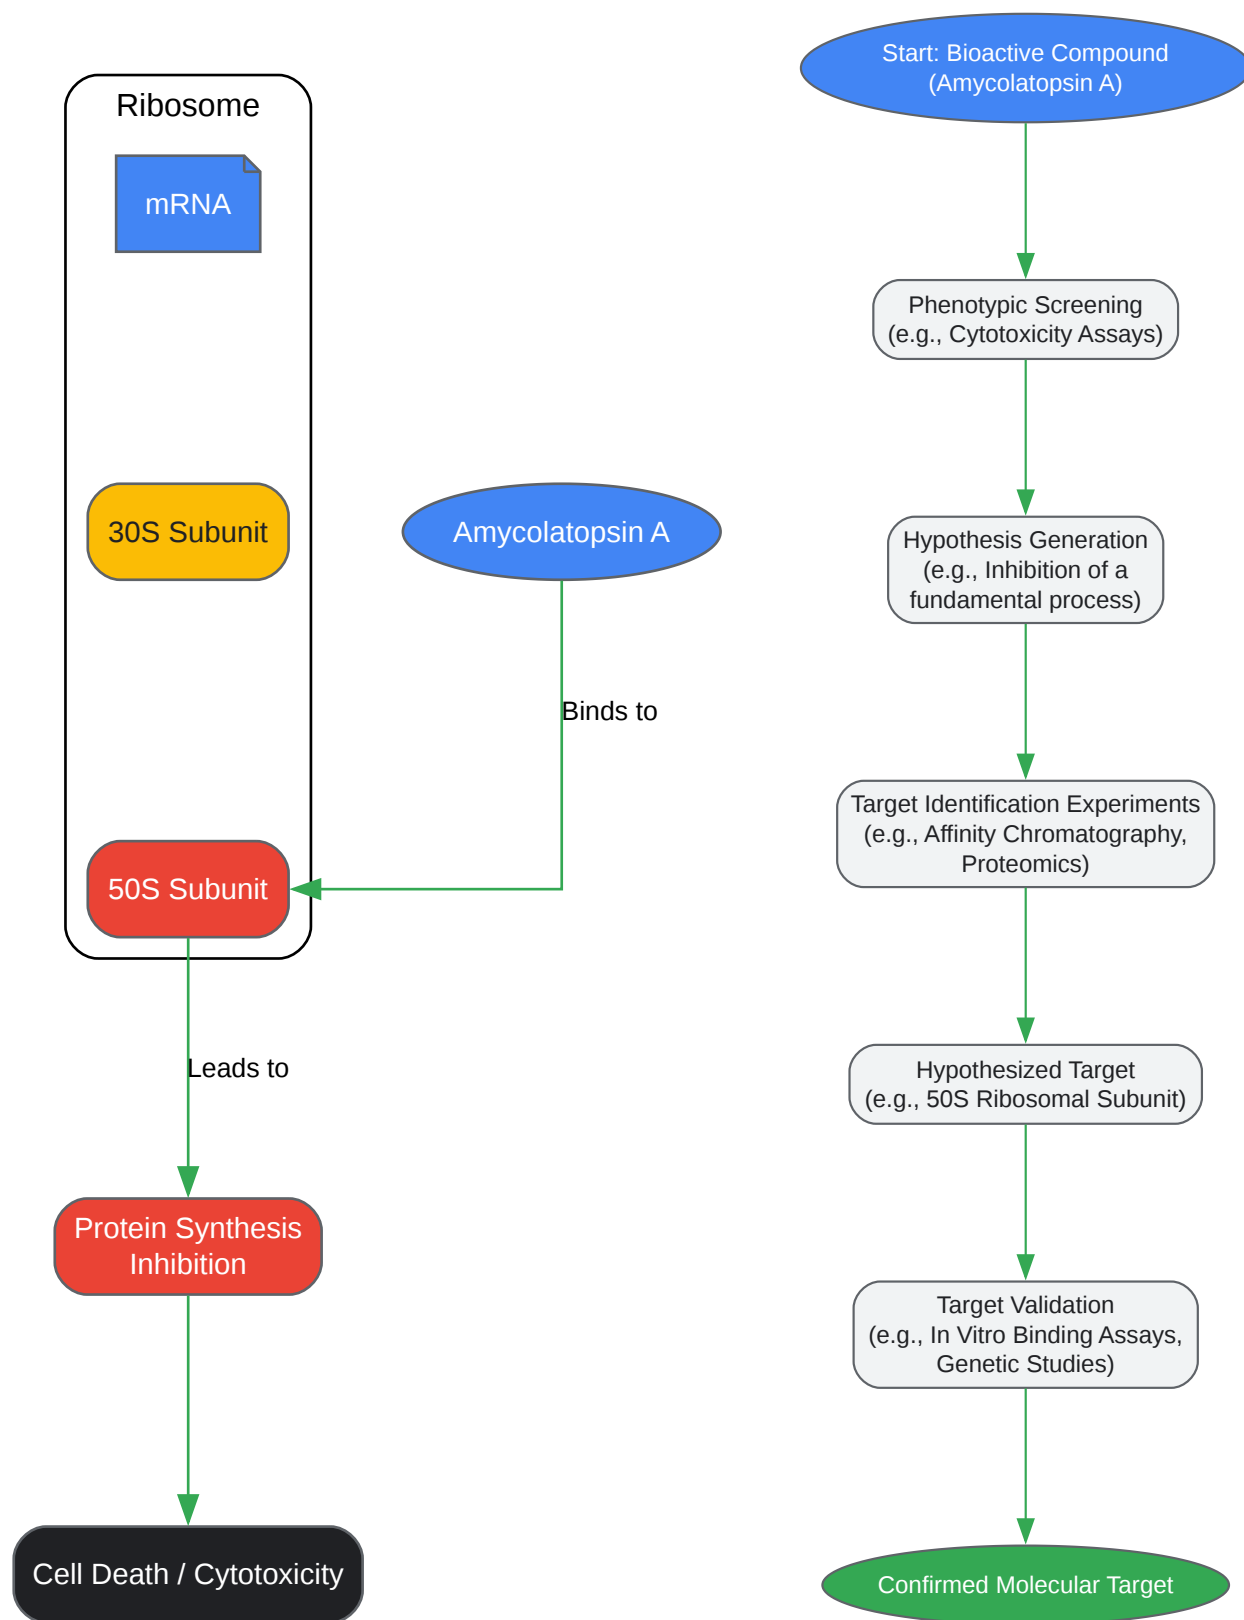 Ribosome
mRNA
30S Subunit
Amycolatopsin A
Binds to
50S Subunit
Leads to
Protein Synthesis
Inhibition
Cell Death / Cytotoxicity
Start: Bioactive Compound
(Amycolatopsin A)
Phenotypic Screening
(e.g., Cytotoxicity Assays)
Hypothesis Generation
(e.g., Inhibition of a
fundamental process)
Target Identification Experiments
(e.g., Affinity Chromatography,
Proteomics)
Hypothesized Target
(e.g., 50S Ribosomal Subunit)
Target Validation
(e.g., In Vitro Binding Assays,
Genetic Studies)
Confirmed Molecular Target